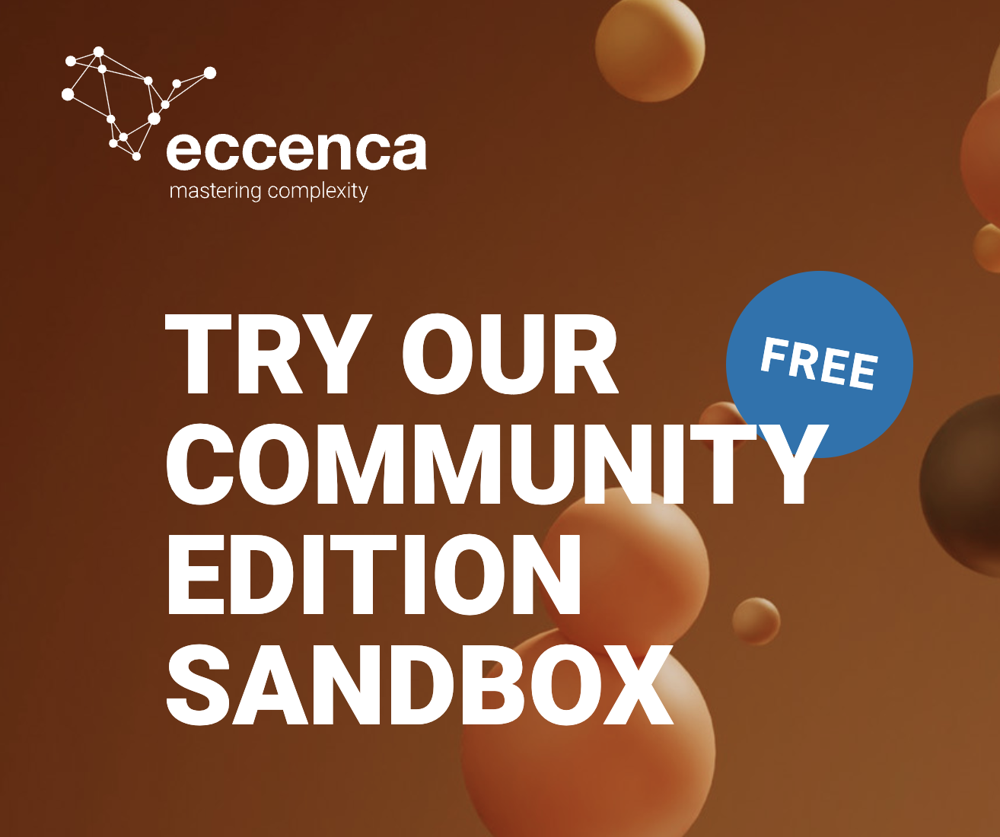 eccenca
mastering complexity
FREE
TRY OUR
COMMUNITY
EDITION
SANDBOX